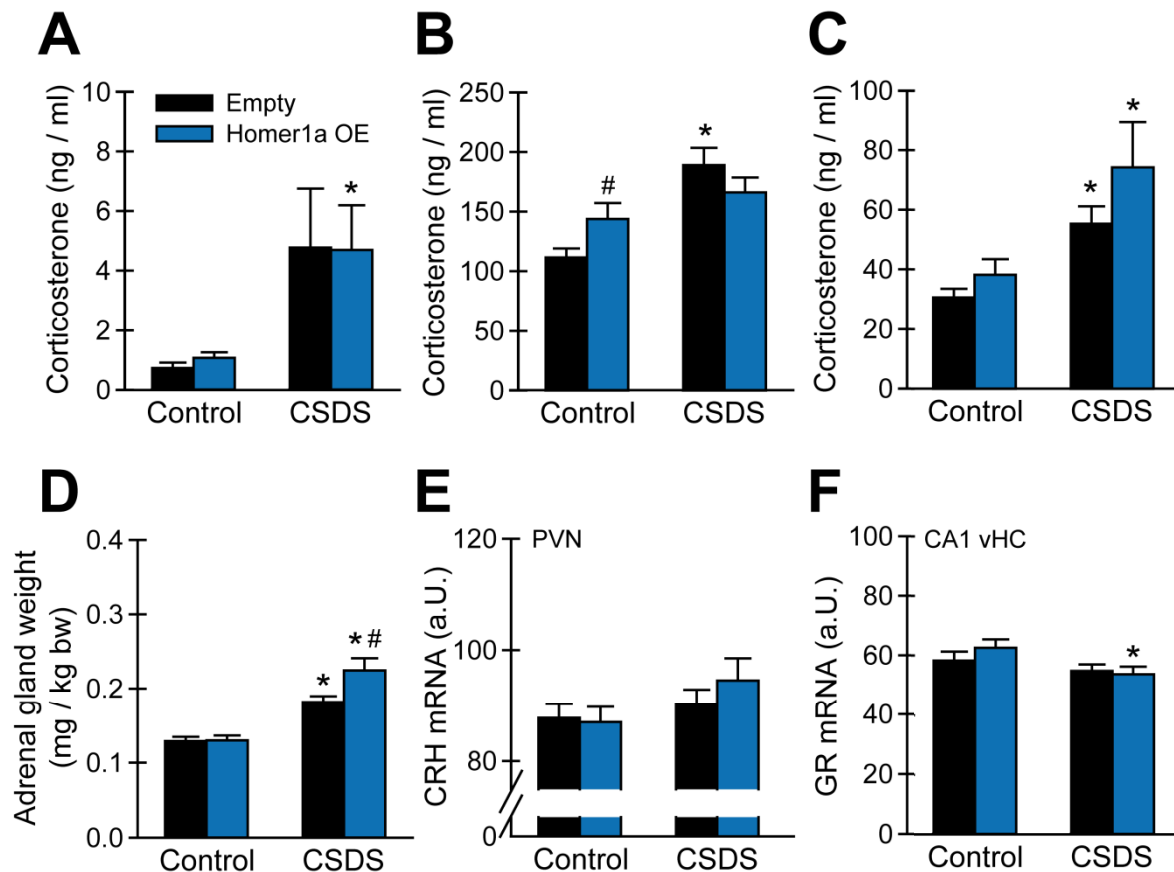 A
Corticosterone (ng / ml)
10
8
6
4
2
0
Empty
Homer1a OE
*
Control
CSDS
B
Corticosterone (ng / ml)
250
200
150
100
50
0
#
*
Control
CSDS
C
Corticosterone (ng / ml)
100
80
60
40
20
0
*
*
Control
CSDS
D
Adrenal gland weight
(mg / kg bw)
0.4
0.3
0.2
0.1
0.0
*
* #
Control
CSDS
E
CRH mRNA (a.U.)
120
100
80
0
PVN
Control
CSDS
F
GR mRNA (a.U.)
100
80
60
40
20
0
CA1 vHC
*
Control
CSDS